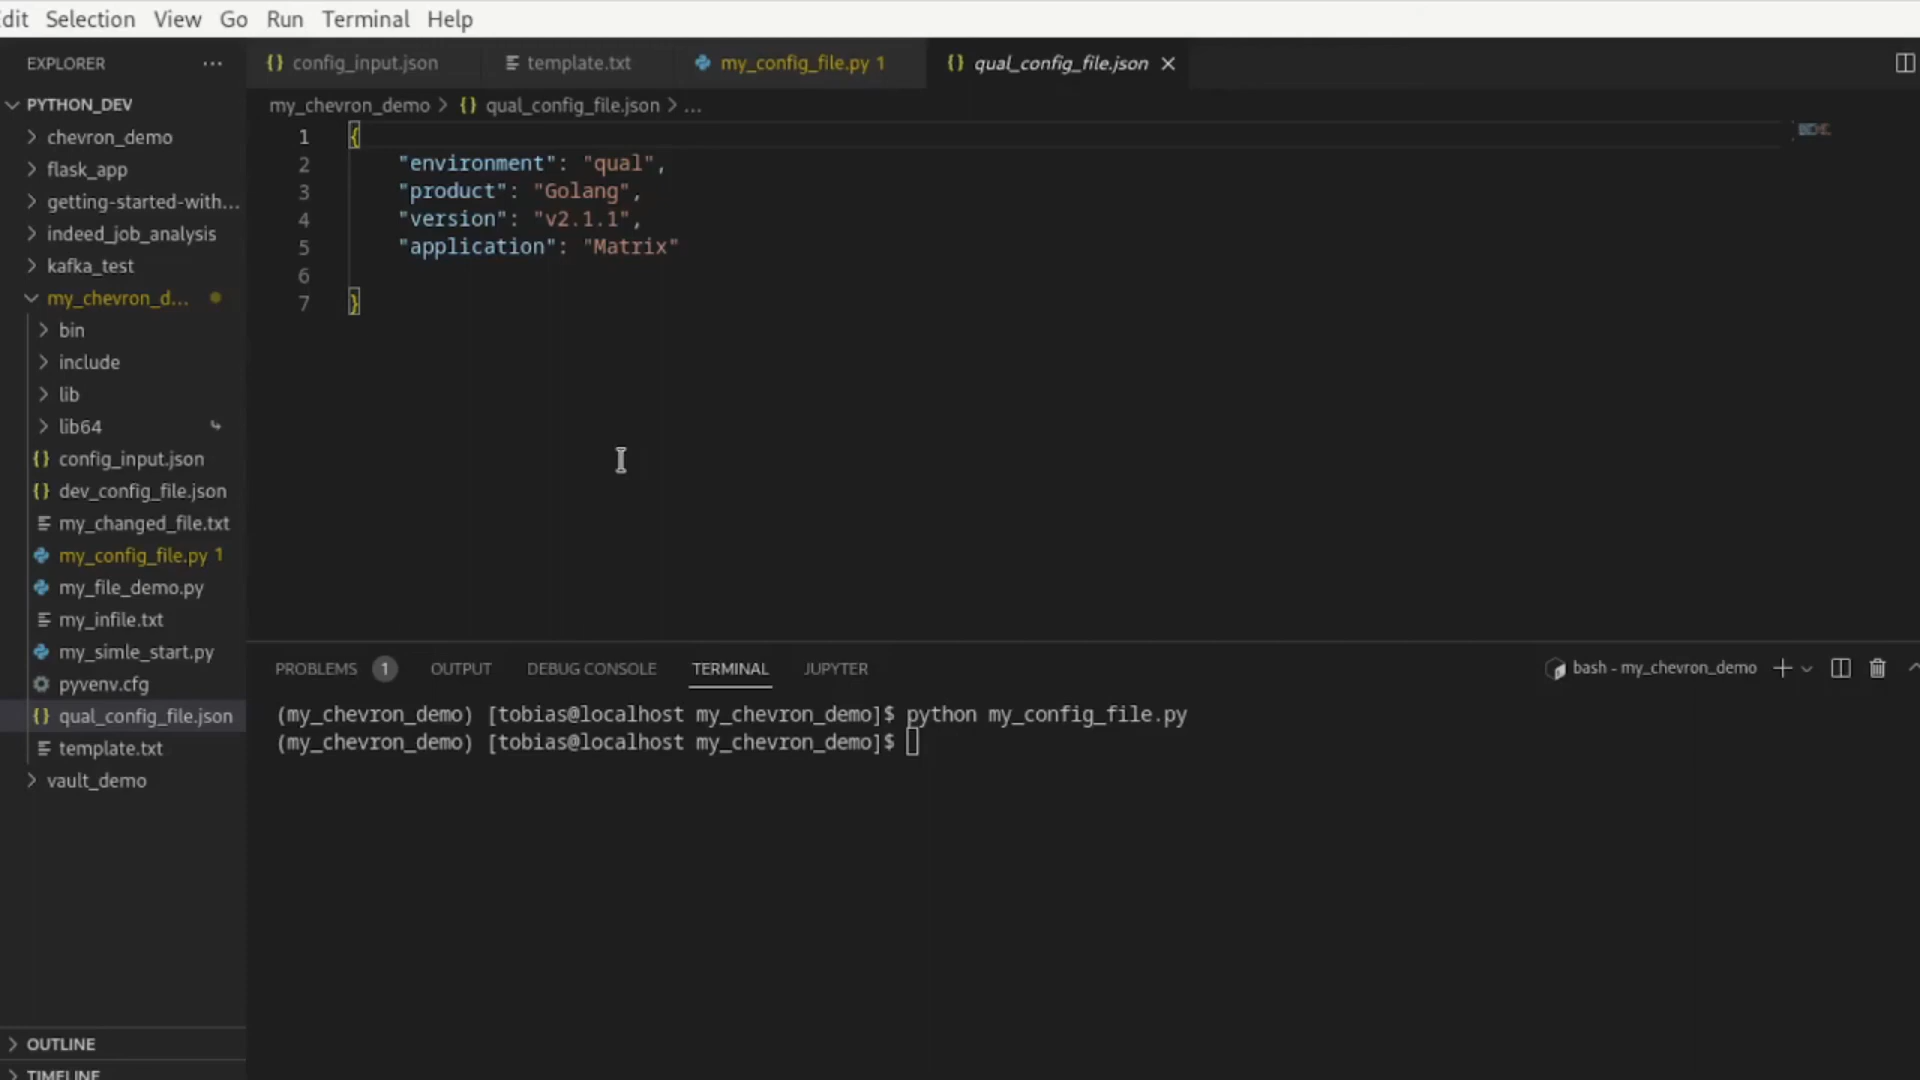 dit Selection View Go Run Terminal Help
EXPLORER ...
PYTHON_DEV
chevron_demo
flask_app
getting-started-with...
indeed_job_analysis
kafka_test
my_chevron_d...
bin
include
lib
lib64
config_input.json
dev_config_file.json
my_changed_file.txt
my_config_file.py 1
my_file_demo.py
my_infile.txt
my_simle_start.py
pyvenv.cfg
qual_config_file.json
template.txt
vault_demo
OUTLINE
TIMELINE
{} config_input.json template.txt my_config_file.py 1 {} qual_config_file.json
my_chevron_demo > {} qual_config_file.json > ...
1 {
2 "environment": "qual",
3 "product": "Golang",
4 "version": "v2.1.1",
5 "application": "Matrix"
6
7 }
PROBLEMS 1 OUTPUT DEBUG CONSOLE TERMINAL JUPYTER bash - my_chevron_demo
(my_chevron_demo) [tobias@localhost my_chevron_demo]$ python my_config_file.py
(my_chevron_demo) [tobias@localhost my_chevron_demo]$